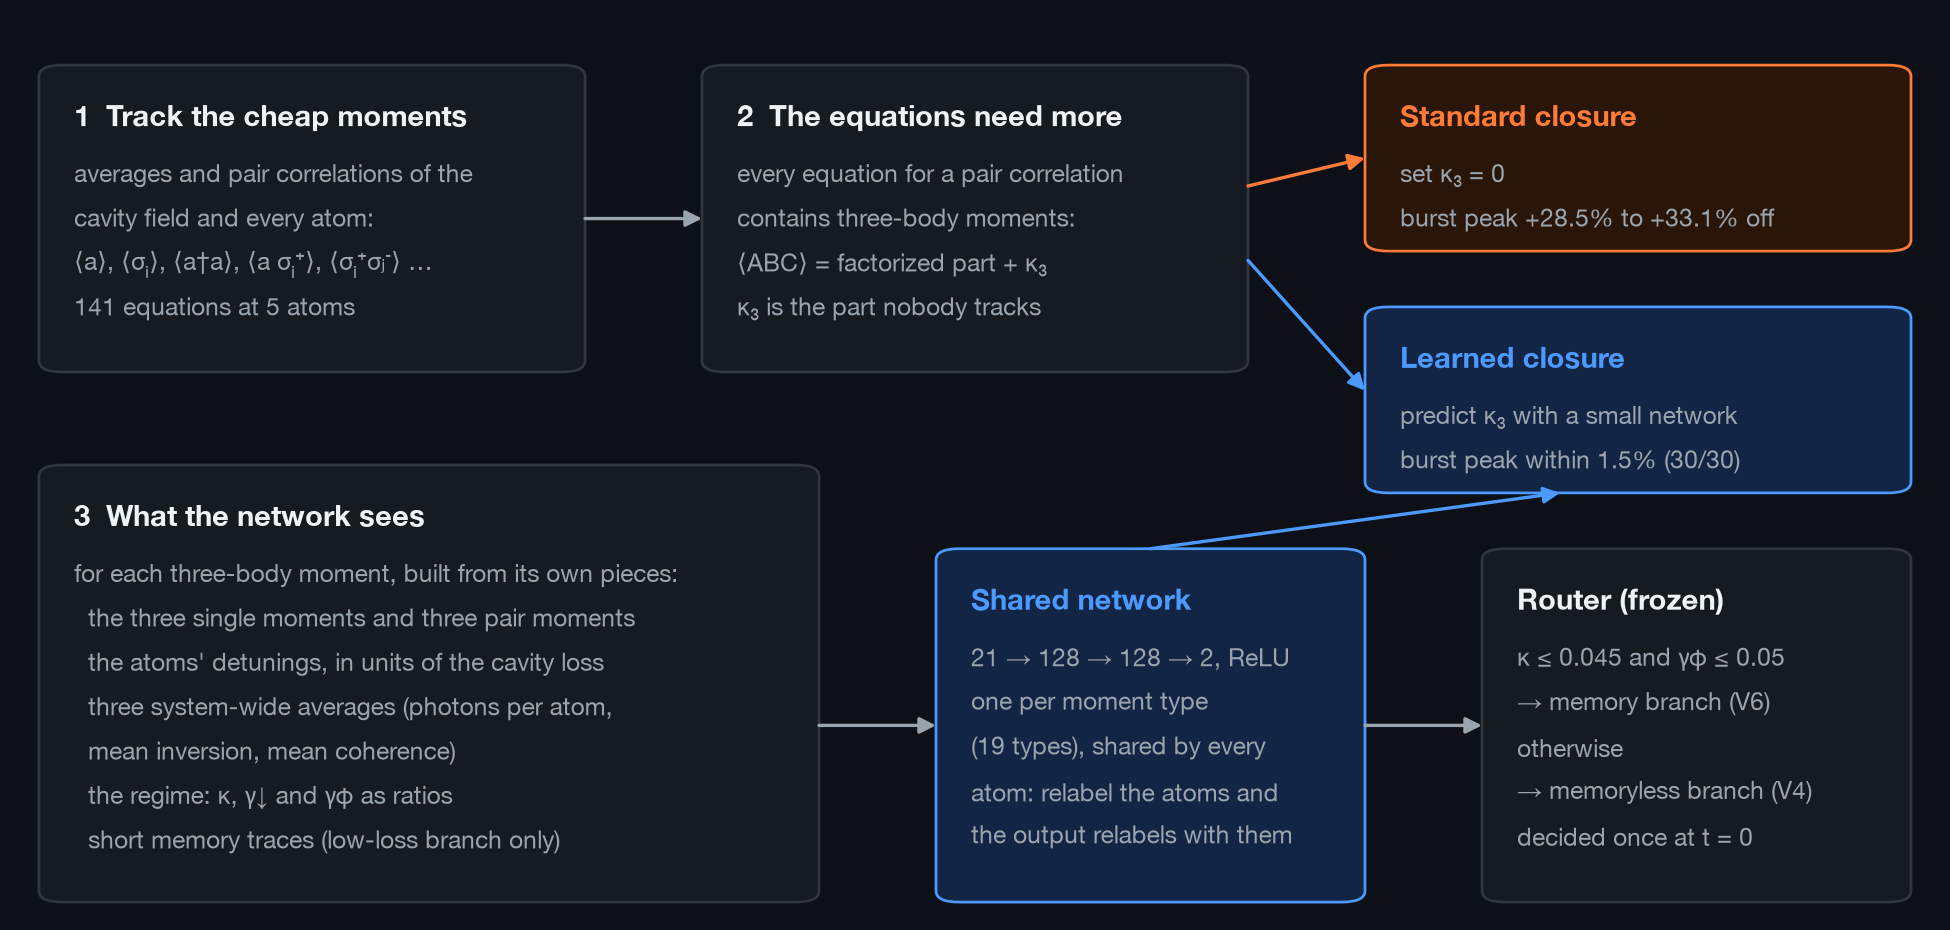 1 Track the cheap moments
averages and pair correlations of the
cavity field and every atom:
⟨a⟩, ⟨σᵢ⟩, ⟨a†a⟩, ⟨a σᵢ⁺⟩, ⟨σᵢ⁺σⱼ⁻⟩ …
141 equations at 5 atoms
2 The equations need more
every equation for a pair correlation
contains three-body moments:
⟨ABC⟩ = factorized part + κ₃
κ₃ is the part nobody tracks
Standard closure
set κ₃ = 0
burst peak +28.5% to +33.1% off
Learned closure
predict κ₃ with a small network
burst peak within 1.5% (30/30)
3 What the network sees
for each three-body moment, built from its own pieces:
the three single moments and three pair moments
the atoms' detunings, in units of the cavity loss
three system-wide averages (photons per atom,
mean inversion, mean coherence)
the regime: κ, γ↓ and γϕ as ratios
short memory traces (low-loss branch only)
Shared network
21 → 128 → 128 → 2, ReLU
one per moment type
(19 types), shared by every
atom: relabel the atoms and
the output relabels with them
Router (frozen)
κ ≤ 0.045 and γϕ ≤ 0.05
→ memory branch (V6)
otherwise
→ memoryless branch (V4)
decided once at t = 0